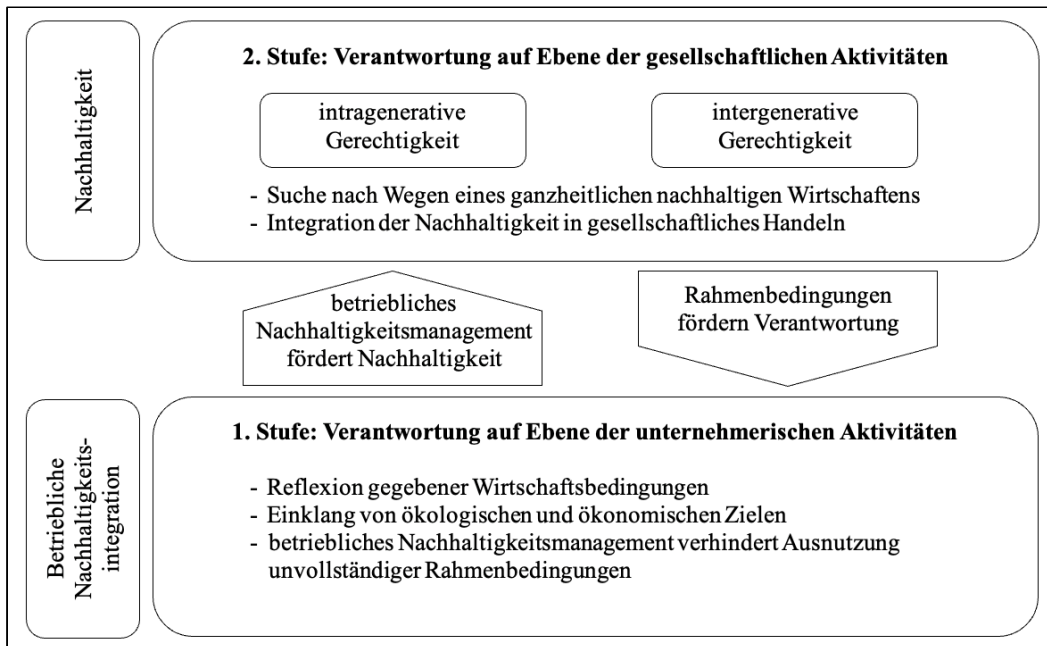 Nachhaltigkeit
2. Stufe: Verantwortung auf Ebene der gesellschaftlichen Aktivitäten
intragenerative
Gerechtigkeit
intergenerative
Gerechtigkeit
- Suche nach Wegen eines ganzheitlichen nachhaltigen Wirtschaftens
- Integration der Nachhaltigkeit in gesellschaftliches Handeln
betriebliches
Nachhaltigkeitsmanagement
fördert Nachhaltigkeit
Rahmenbedingungen
fördern Verantwortung
Betriebliche
Nachhaltigkeits-
integration
1. Stufe: Verantwortung auf Ebene der unternehmerischen Aktivitäten
- Reflexion gegebener Wirtschaftsbedingungen
- Einklang von ökologischen und ökonomischen Zielen
- betriebliches Nachhaltigkeitsmanagement verhindert Ausnutzung
unvollständiger Rahmenbedingungen